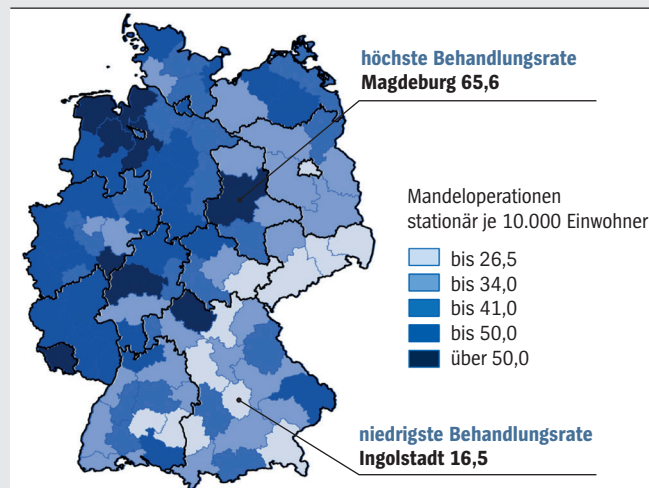 höchste Behandlungsrate
Magdeburg 65,6
Mandeloperationen
stationär je 10.000 Einwohner
bis 26,5
bis 34,0
bis 41,0
bis 50,0
über 50,0
niedrigste Behandlungsrate
Ingolstadt 16,5